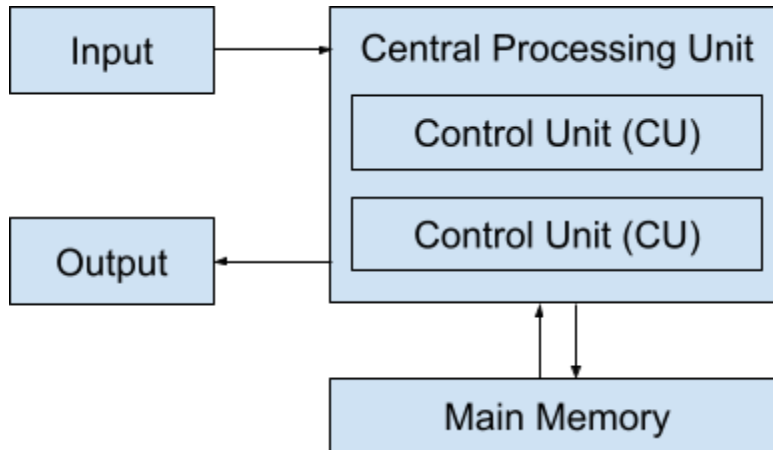 Input
Central Processing Unit
Control Unit (CU)
Control Unit (CU)
Output
Main Memory